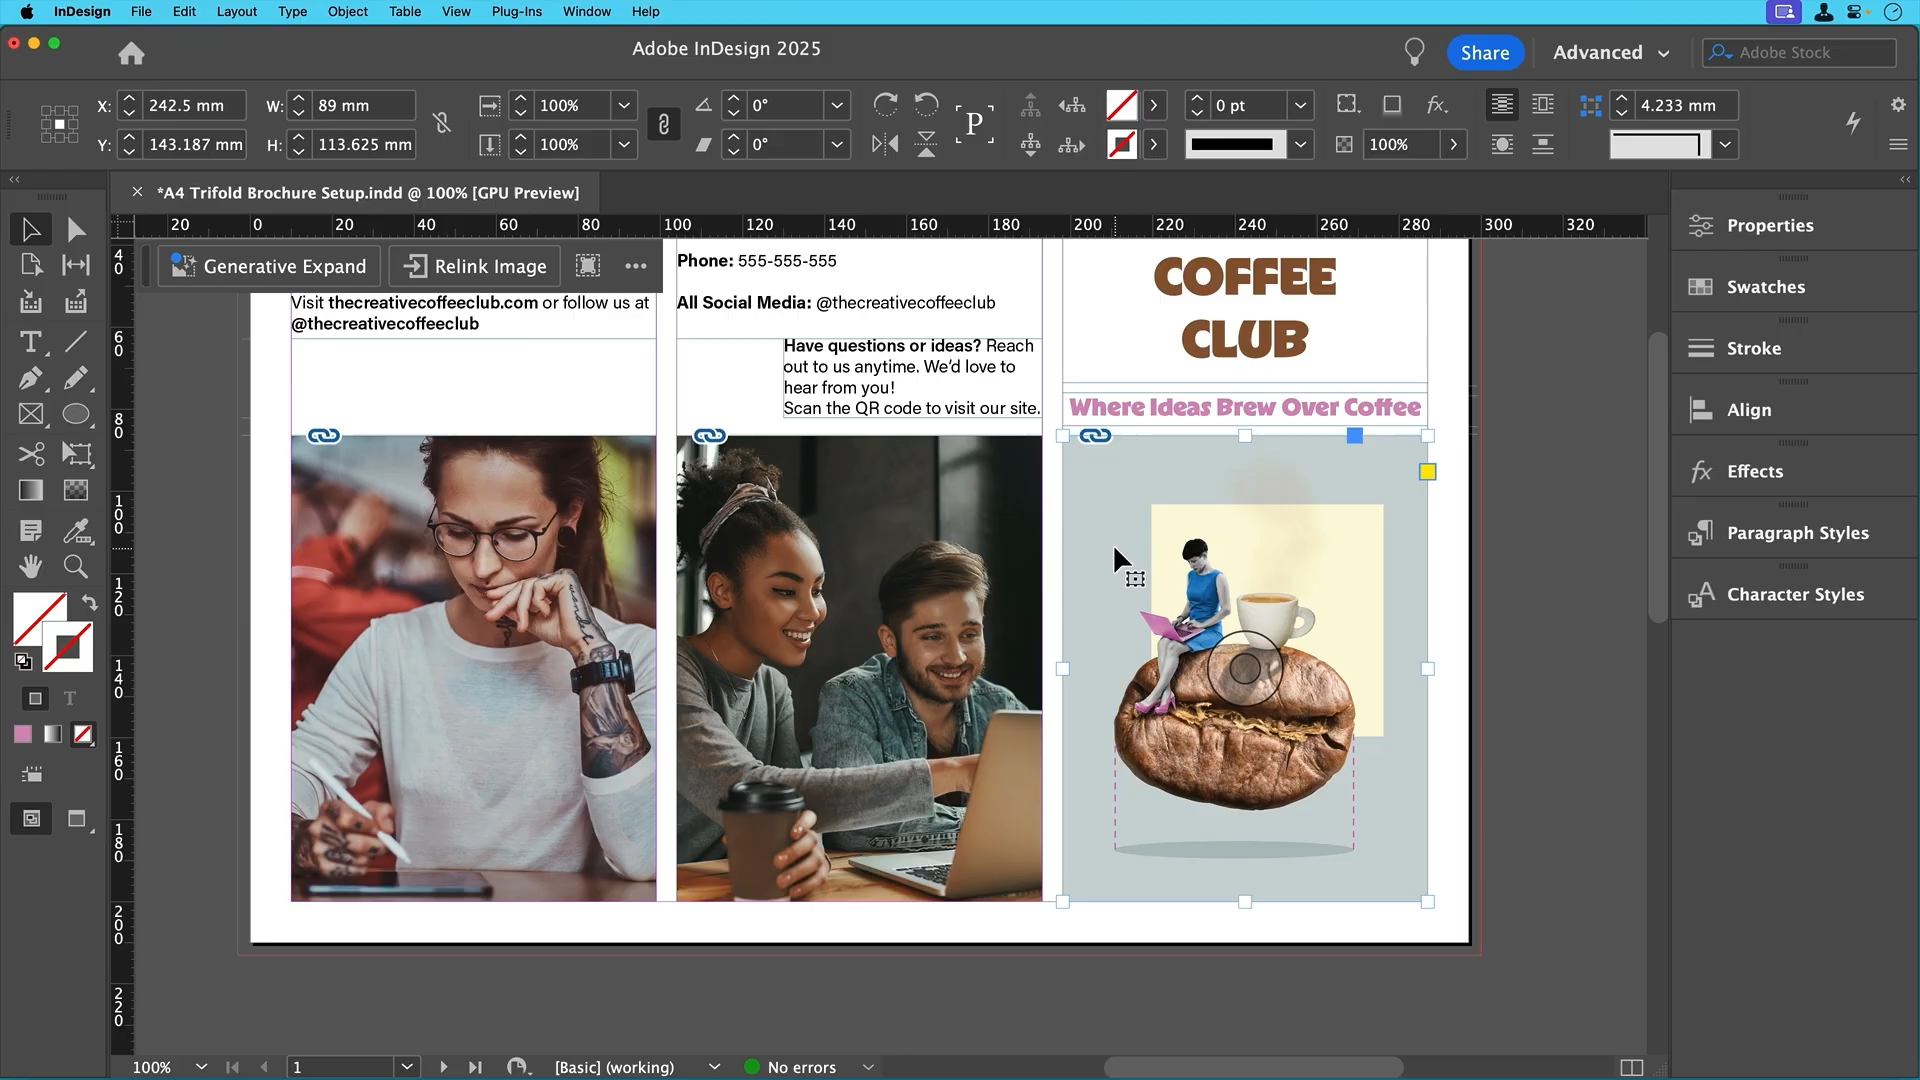 InDesign File Edit Layout Type Object Table View Plug-Ins Window Help
Adobe InDesign 2025
Share
Advanced
Adobe Stock
X: 242.5 mm W: 89 mm 100% 0° P 0 pt fx. 4.233 mm
Y: 143.187 mm H: 113.625 mm 100% 0° 100%
*A4 Trifold Brochure Setup.indd @ 100% [GPU Preview]
20 0 20 40 60 80 100 120 140 160 180 200 220 240 260 280 300 320
40
60
80
100
120
140
160
180
200
220
Generative Expand
Relink Image
Visit thecreativecoffeeclub.com or follow us at
@thecreativecoffeeclub
Phone: 555-555-555
All Social Media: @thecreativecoffeeclub
Have questions or ideas? Reach
out to us anytime. We'd love to
hear from you!
Scan the QR code to visit our site.
COFFEE
CLUB
Where Ideas Brew Over Coffee
Properties
Swatches
Stroke
Align
fx Effects
Paragraph Styles
Character Styles
100%
1
[Basic] (working)
No errors